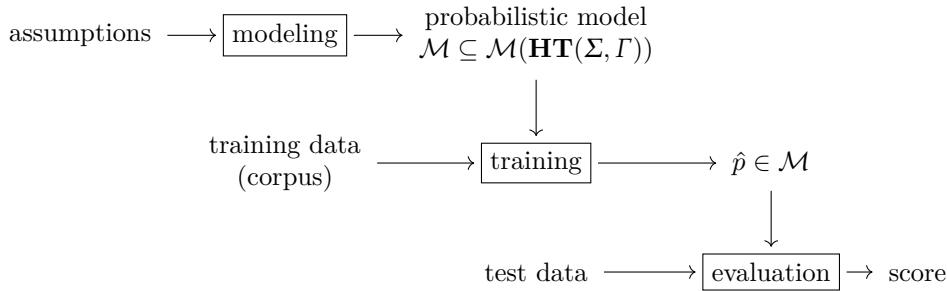 probabilistic model
assumptions modeling ℳ ⊆ ℳ(𝐇𝐓(Σ, Γ))
training data
(corpus)
training p̂ ∈ ℳ
test data evaluation score